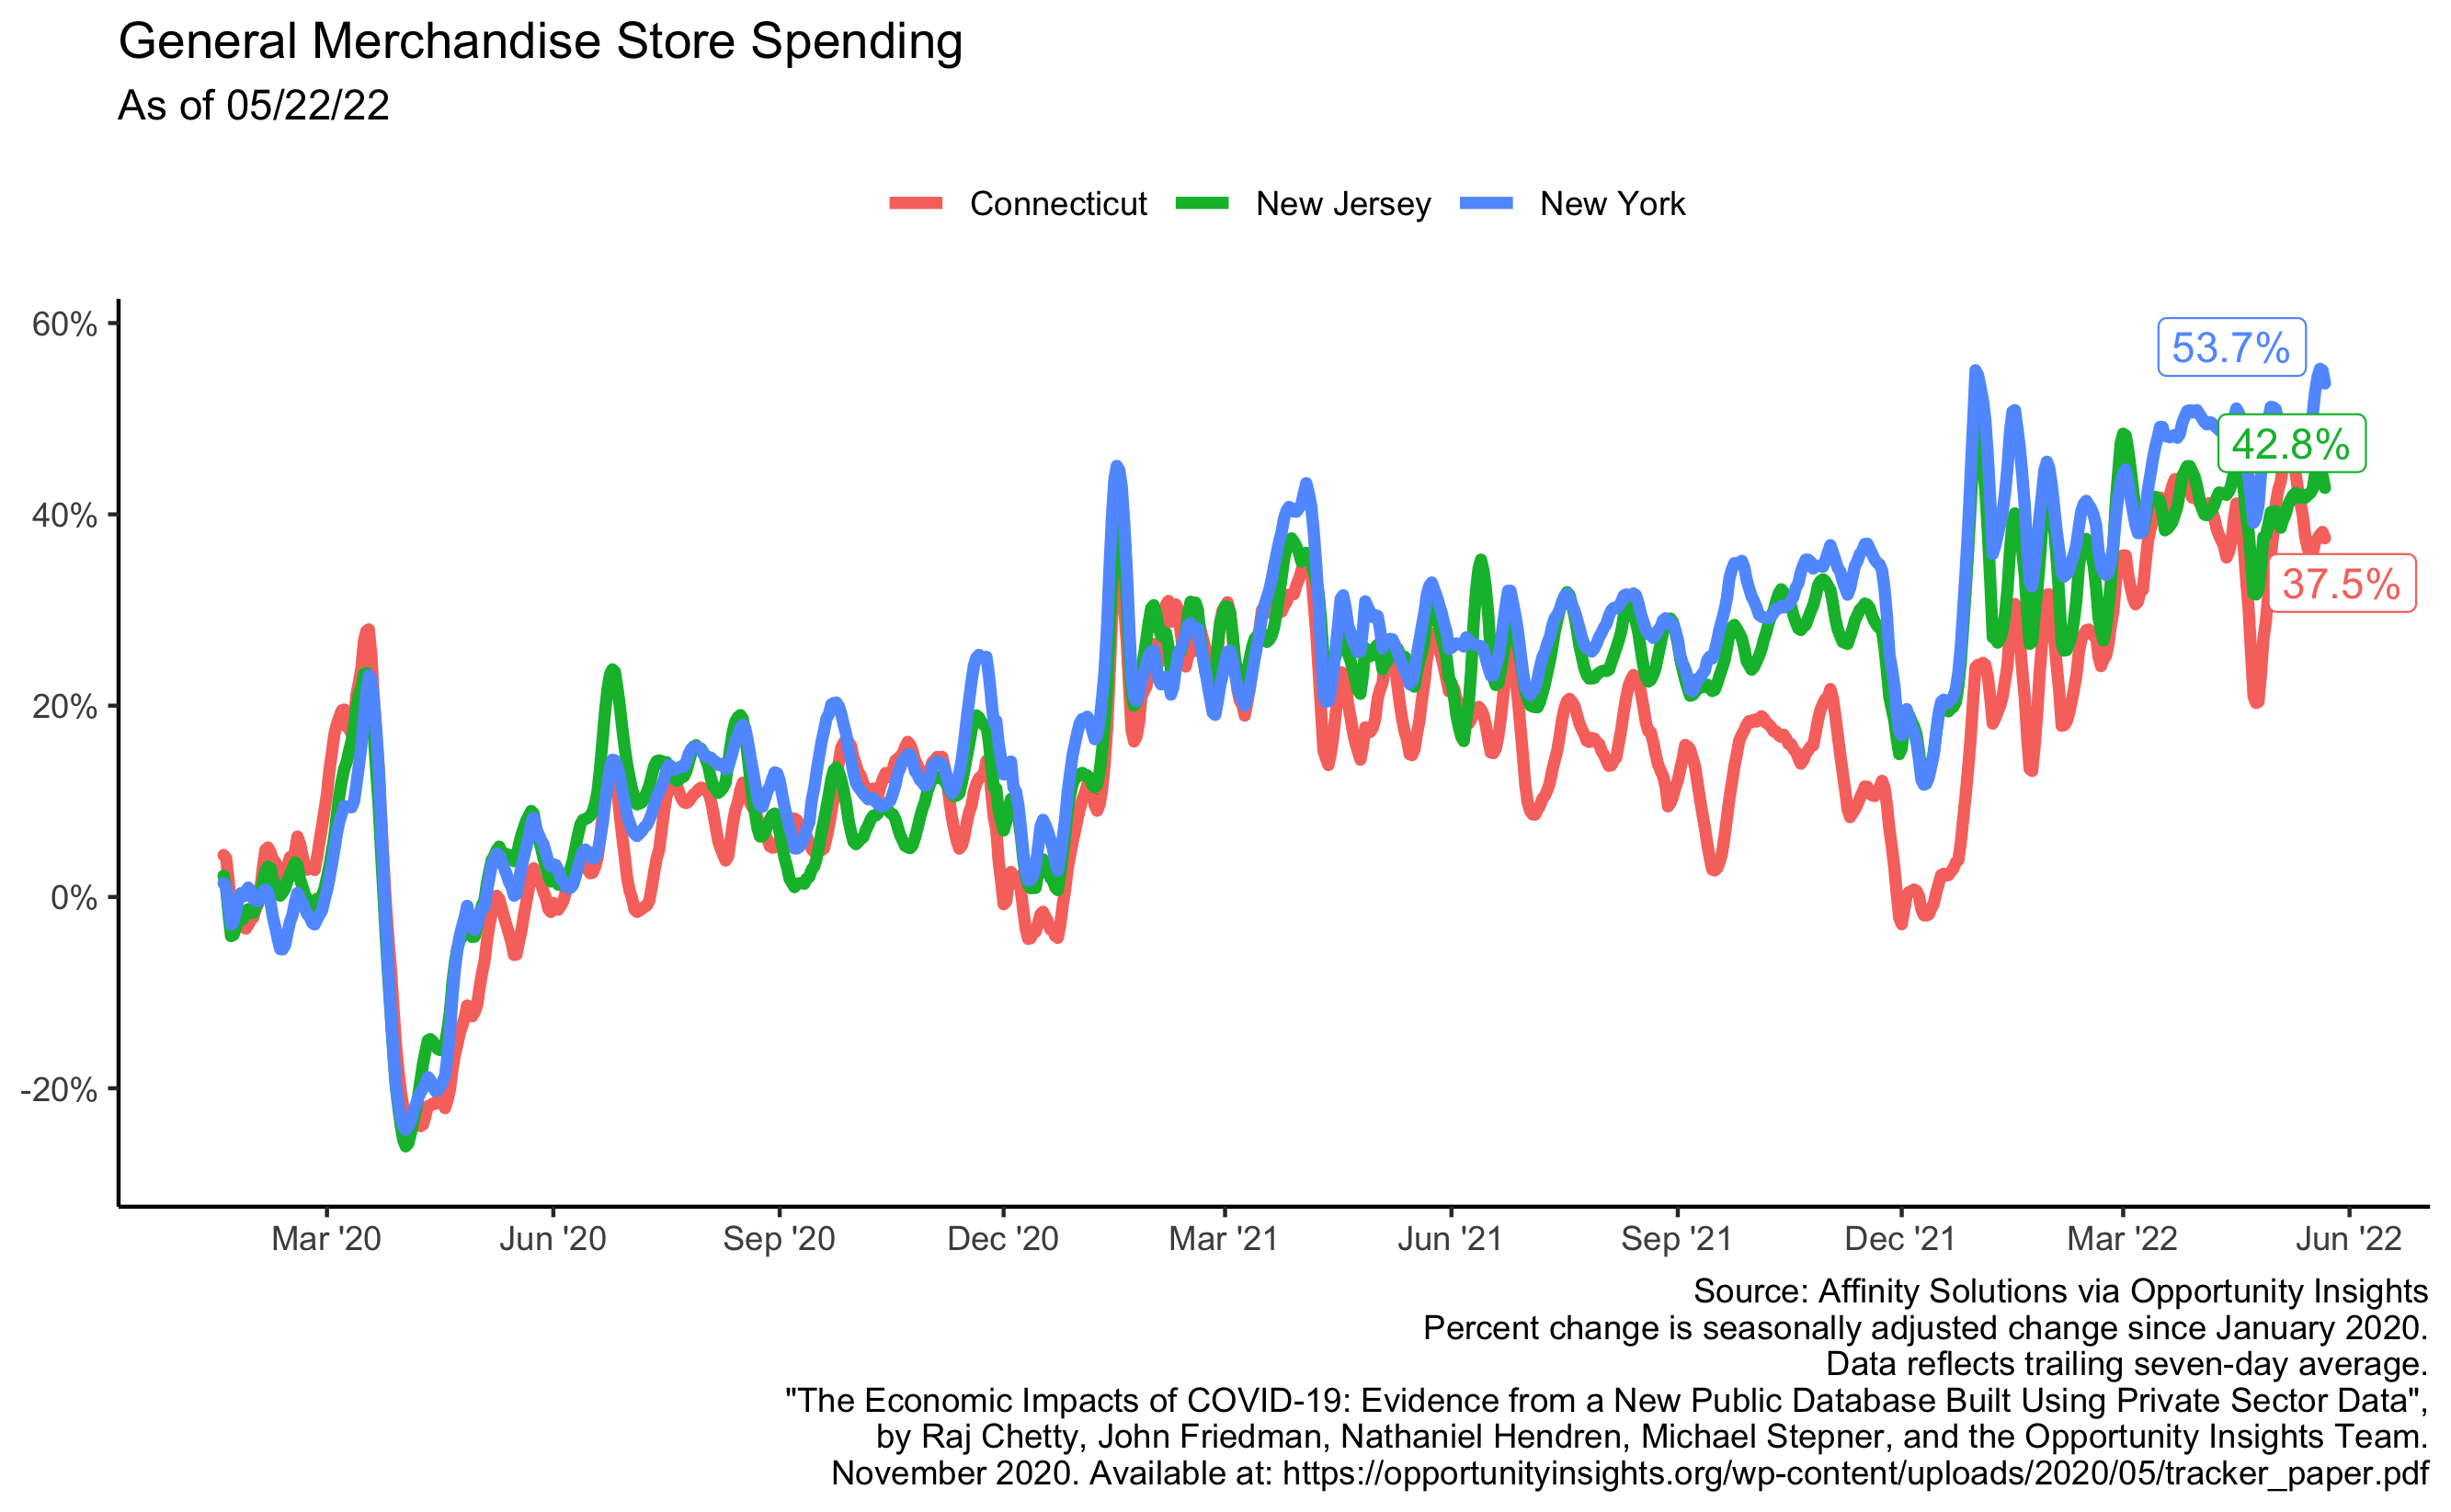 General Merchandise Store Spending
As of 05/22/22
Connecticut New Jersey New York
60%
53.7%
42.8%
40%
37.5%
20%
0%
-20%
Mar '20 Jun '20 Sep '20 Dec '20 Mar '21 Jun '21 Sep '21 Dec '21 Mar '22 Jun '22
Source: Affinity Solutions via Opportunity Insights
Percent change is seasonally adjusted change since January 2020.
Data reflects trailing seven-day average.
"The Economic Impacts of COVID-19: Evidence from a New Public Database Built Using Private Sector Data",
by Raj Chetty, John Friedman, Nathaniel Hendren, Michael Stepner, and the Opportunity Insights Team.
November 2020. Available at: https://opportunityinsights.org/wp-content/uploads/2020/05/tracker_paper.pdf